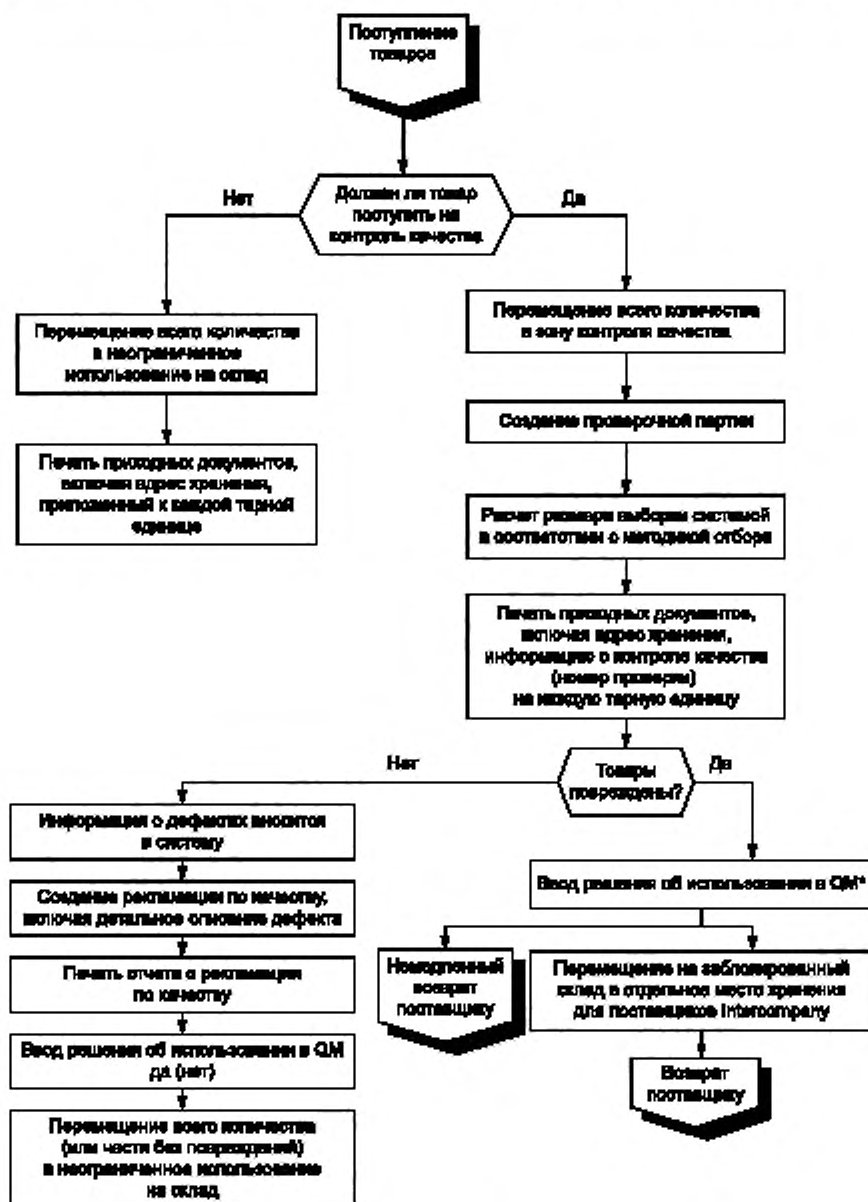 Поступление
товаров
Должен ли товар
поступить на
контроль качества
Нет
Да
Перемещение всего количества
в неограниченное
использование на склад
Печать приходных документов,
включая адрес хранения,
приложенный к каждой тарной
единице
Перемещение всего количества
в зону контроля качества
Создание проверочной партии
Расчет размера выборки системой
в соответствии с методикой отбора
Печать приходных документов,
включая адрес хранения,
информацию о контроле качества
(номер проверки)
на каждую тарную единицу
Товары
повреждены?
Нет
Да
Информация о дефектах вносится
в систему
Создание рекламации по качеству,
включая детальное описание дефекта
Печать отчета о рекламации
по качеству
Ввод решения об использовании в QM
да (нет)
Перемещение всего количества
(или части без повреждений)
в неограниченное использование
на склад
Ввод решения об использовании в QM*
Немедленный
возврат
поставщику
Перемещение на заблокированный
склад в отдельное место хранения
для поставщиков Intercompany
Возврат
поставщику